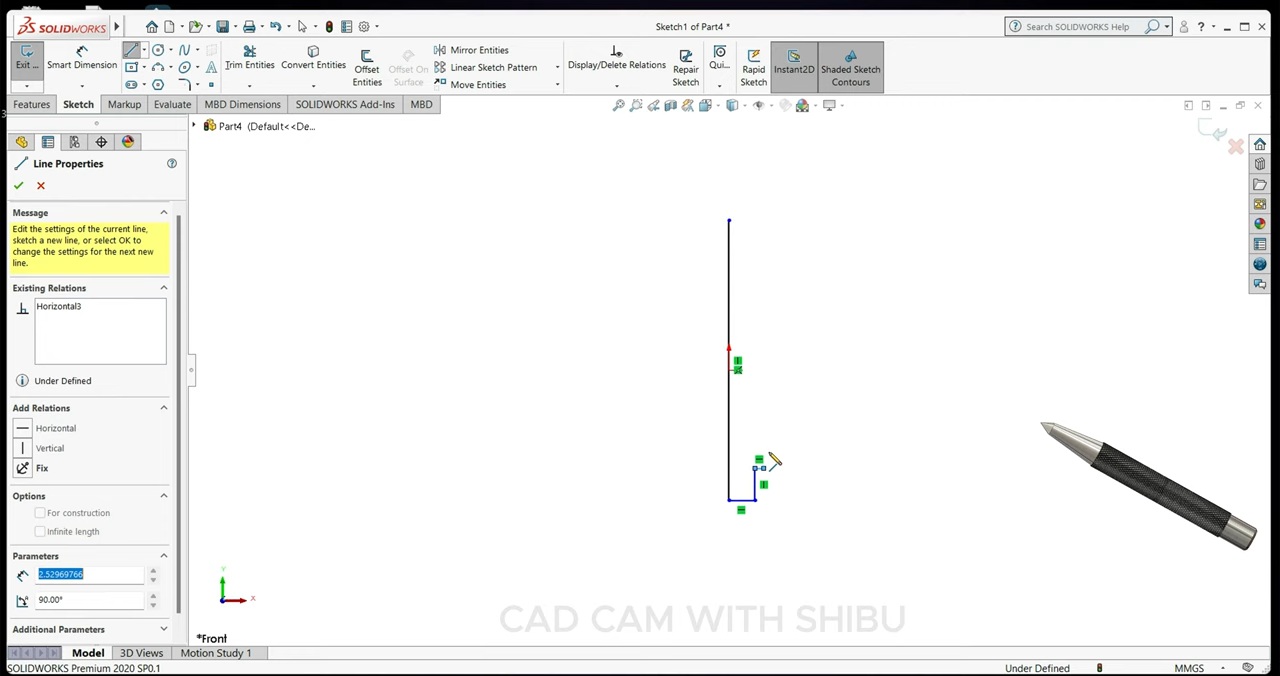 SOLIDWORKS
Sketch1 of Part4 *
Search SOLIDWORKS Help
Exit ...
Smart Dimension
Trim Entities
Convert Entities
Offset Entities
Offset On Surface
Mirror Entities
Linear Sketch Pattern
Move Entities
Display/Delete Relations
Repair Sketch
Qui...
Rapid Sketch
Instant2D
Shaded Sketch Contours
Features
Sketch
Markup
Evaluate
MBD Dimensions
SOLIDWORKS Add-Ins
MBD
Part4 (Default<<De...
Line Properties
Message
Edit the settings of the current line,
sketch a new line, or select OK to
change the settings for the next new
line.
Existing Relations
Horizontal3
Under Defined
Add Relations
Horizontal
Vertical
Fix
Options
For construction
Infinite length
Parameters
2.52969766
90.00°
Additional Parameters
Y
X
*Front
CAD CAM WITH SHIBU
Model
3D Views
Motion Study 1
SOLIDWORKS Premium 2020 SP0.1
Under Defined
MMGS